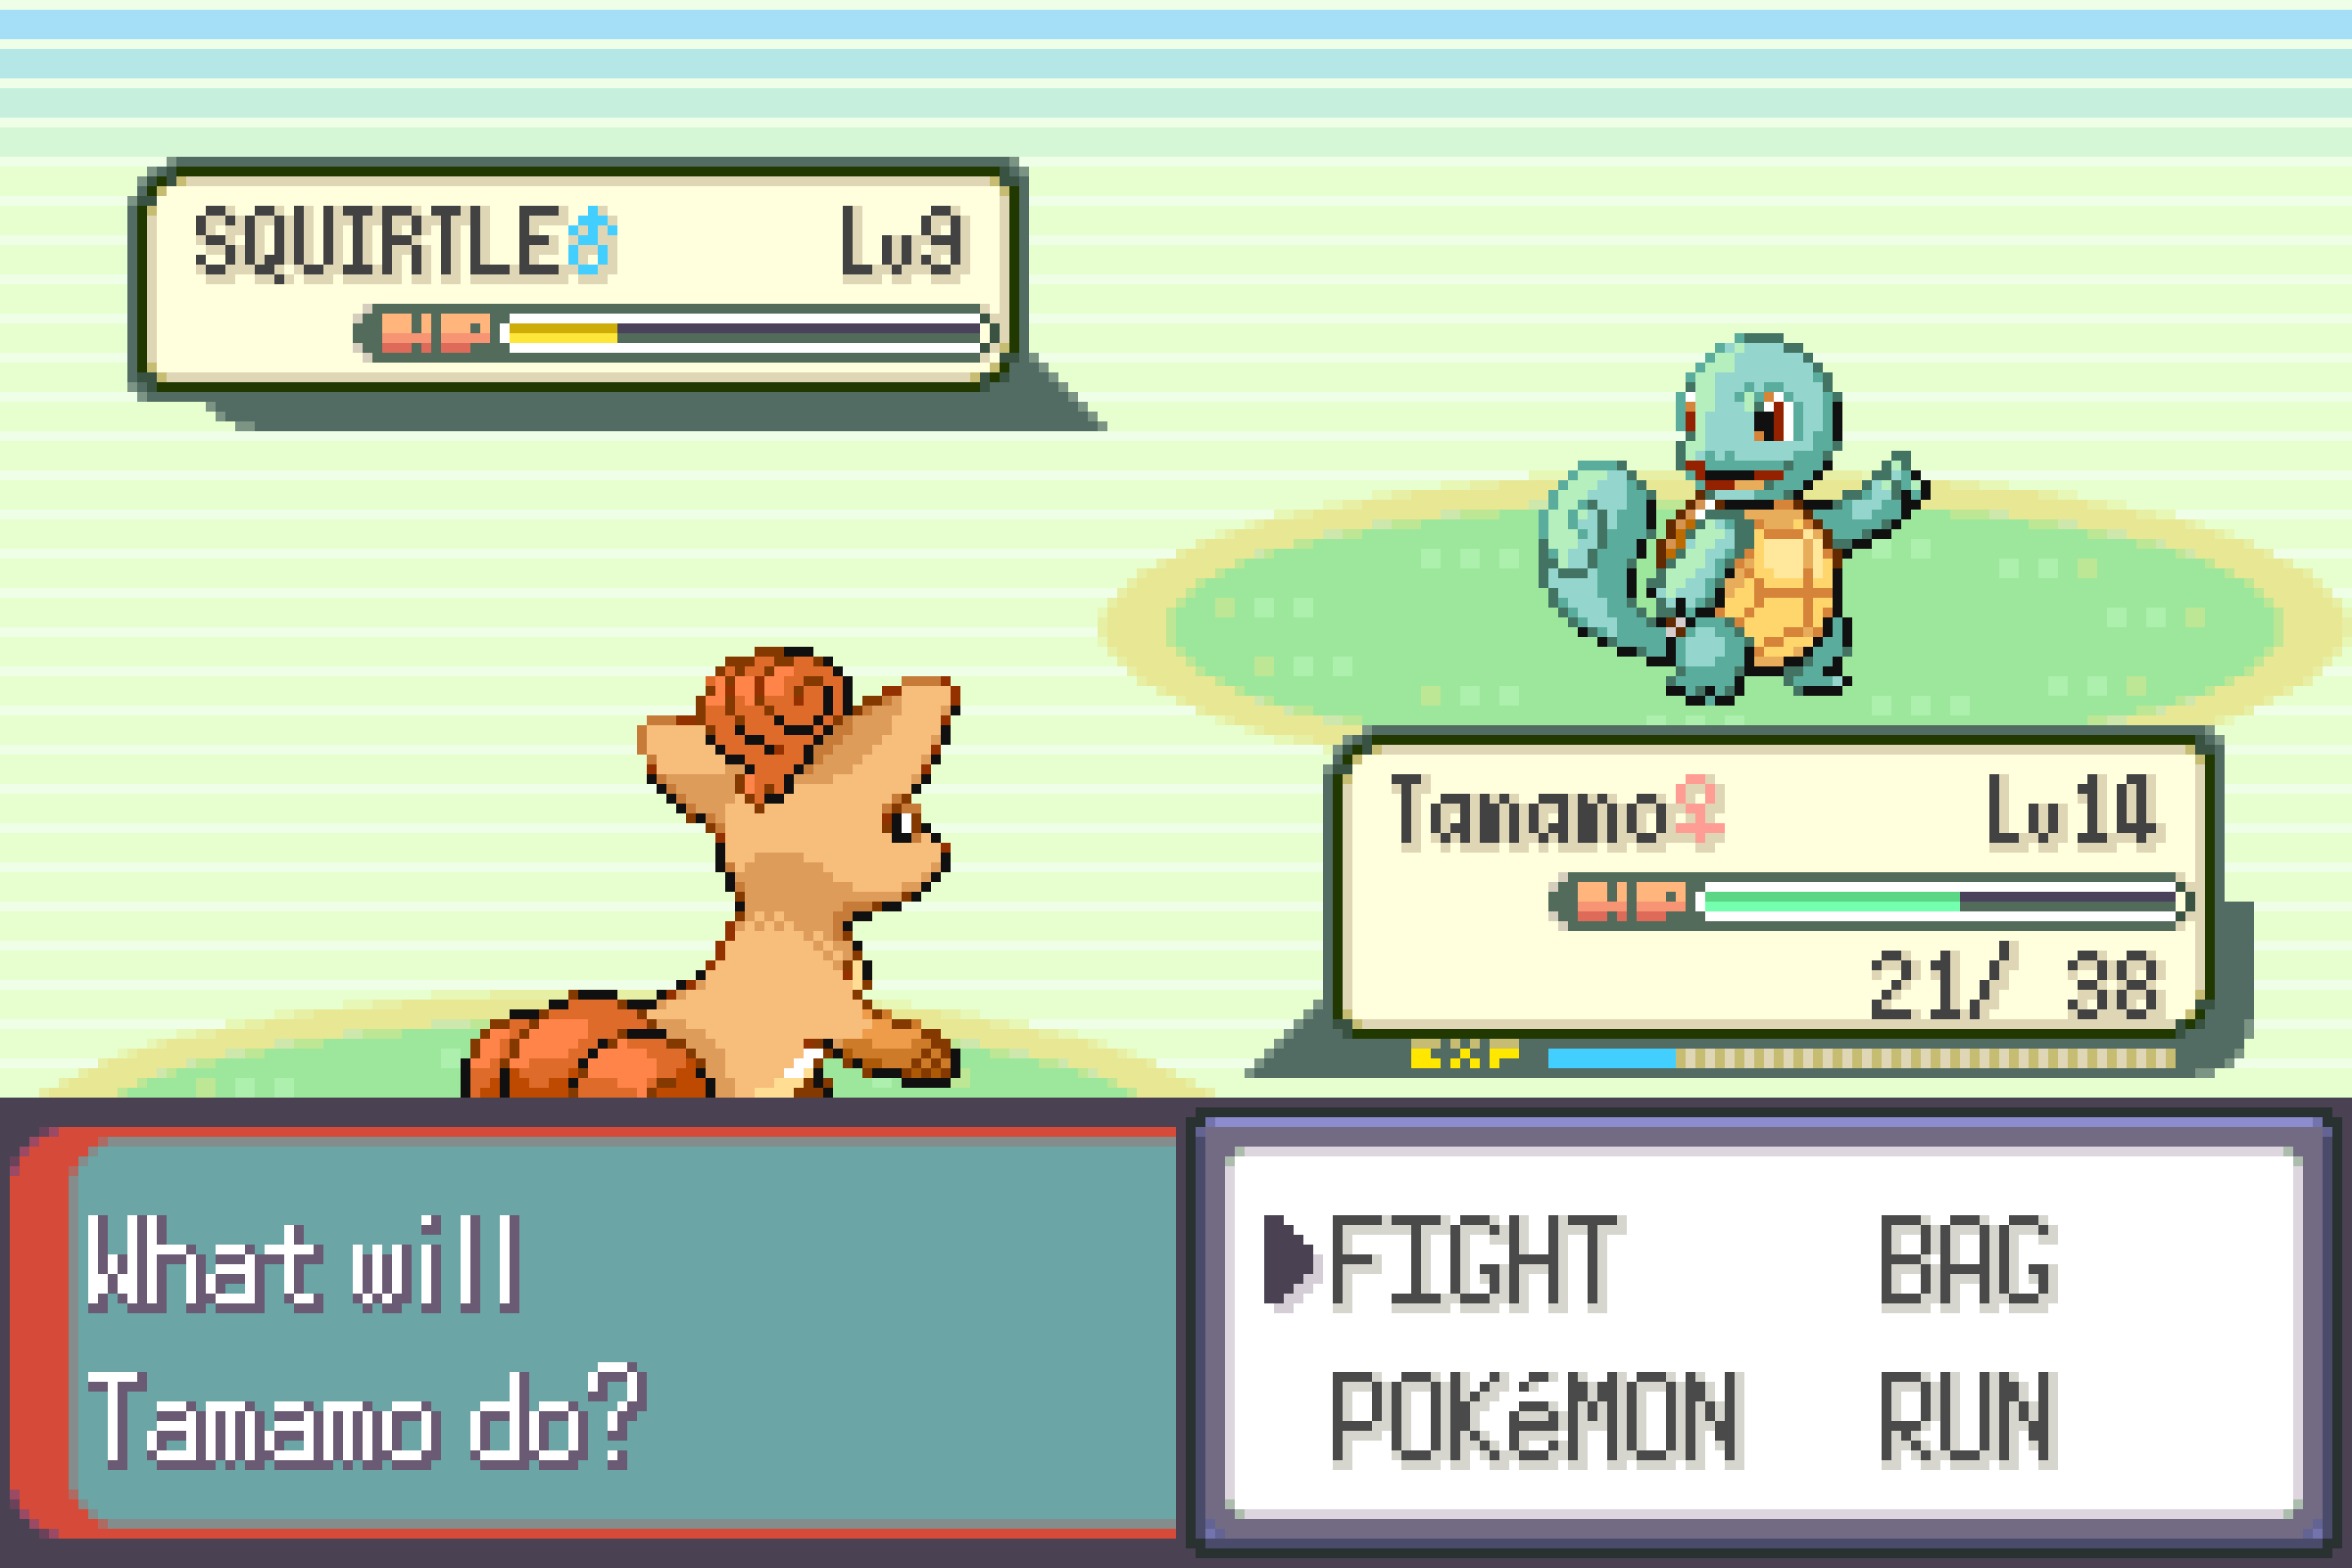 SQUIRTLE♂ Lv9
HP
Tamamo♀ Lv14
HP
21/ 38
EXP
What will
Tamamo do?
▶FIGHT BAG
POKéMON RUN